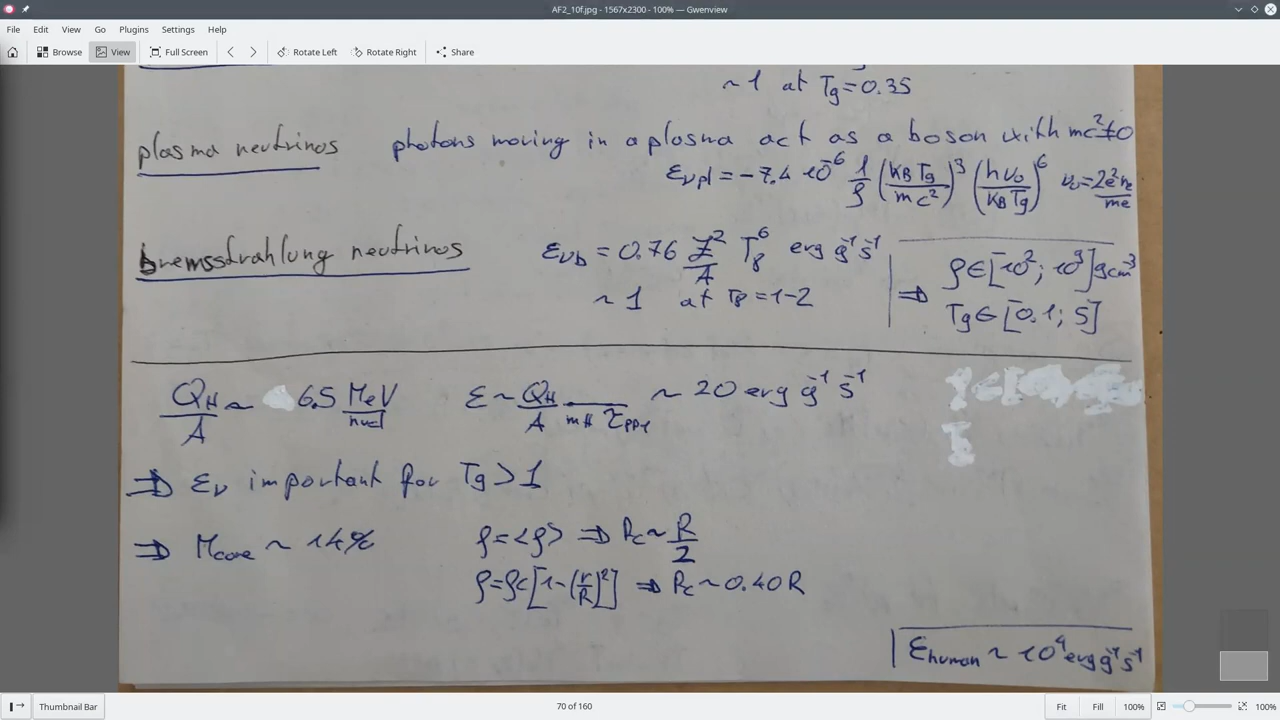 AF2_10f.jpg - 1567x2300 - 100% — Gwenview
File Edit View Go Plugins Settings Help
Browse View Full Screen Rotate Left Rotate Right Share
~ 1 at T9 = 0.35
plasma neutrinos photons moving in a plasma act as a boson with mc²≠0
ενpl = -7.4 10⁻⁶ 1/ρ (KB T9 / mc²)³ (hν0 / KB T9)⁶ ν0 = 2e²ne/me
bremsstrahlung neutrinos ενb = 0.76 Z²/A T8⁶ erg g⁻¹ s⁻¹
~ 1 at T8 = 1-2
⇒ ρ ∈ [10²; 10⁹] g cm⁻³
T9 ∈ [0.1; 5]
QH/A ~ 6.5 MeV/nucl ε ~ QH/A 1/(mH τpp1) ~ 20 erg g⁻¹ s⁻¹
⇒ εν important for T9 > 1
⇒ Mcore ~ 14% ρ = <ρ> ⇒ Rc ~ R/2
ρ = ρc [1-(r/R)²] ⇒ Rc ~ 0.40 R
εhuman ~ 10⁴ erg g⁻¹ s⁻¹
Thumbnail Bar 70 of 160 Fit Fill 100% 100%